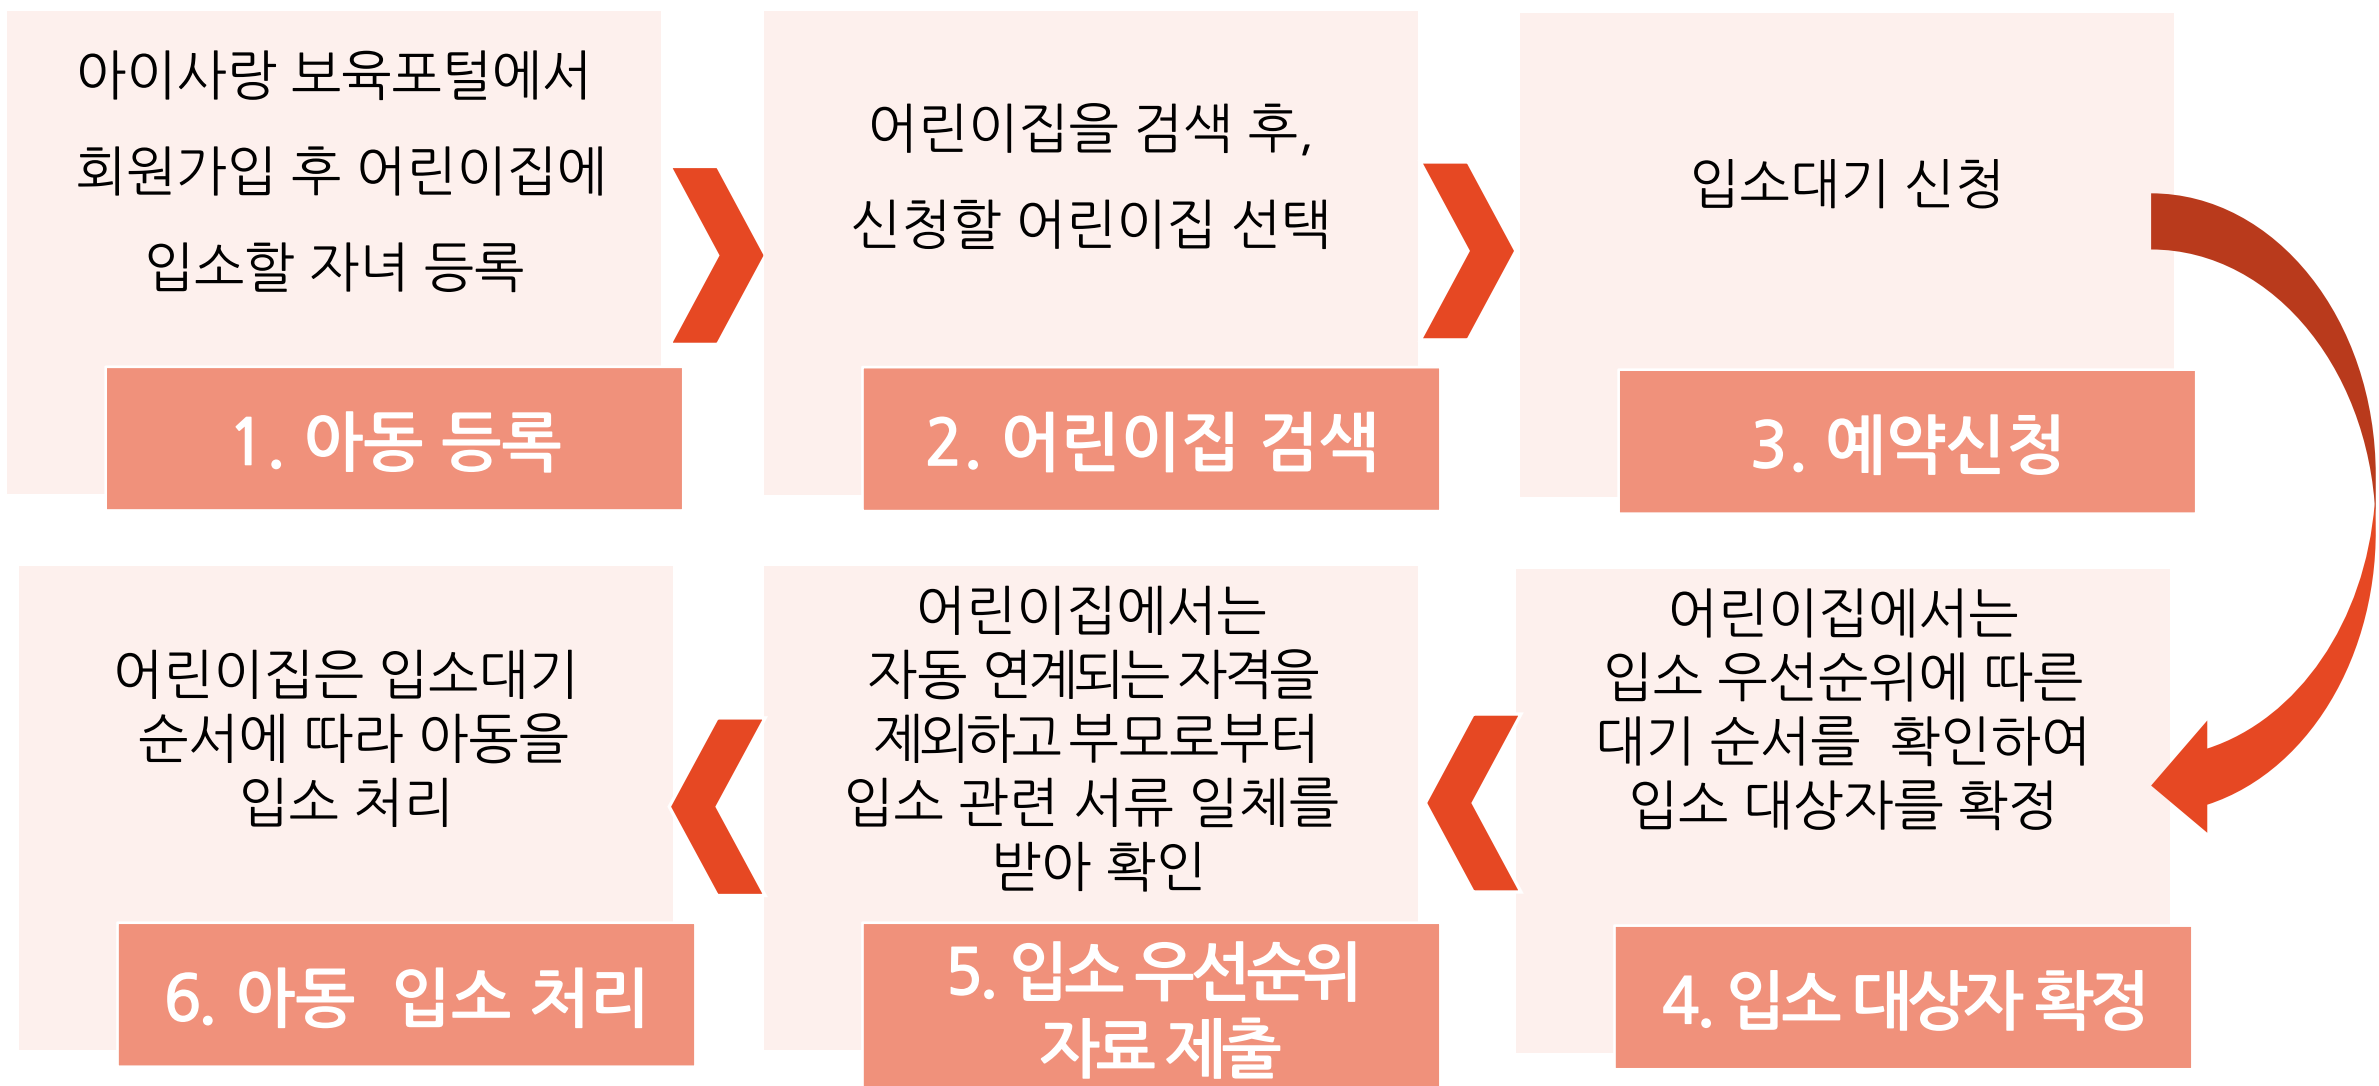 아이사랑 보육포털에서
회원가입 후 어린이집에
입소할 자녀 등록
1. 아동 등록
어린이집을 검색 후,
신청할 어린이집 선택
2. 어린이집 검색
입소대기 신청
3. 예약신청
어린이집에서는
입소 우선순위에 따른
대기 순서를 확인하여
입소 대상자를 확정
4. 입소 대상자 확정
어린이집에서는
자동 연계되는 자격을
제외하고 부모로부터
입소 관련 서류 일체를
받아 확인
5. 입소 우선순위
자료 제출
어린이집은 입소대기
순서에 따라 아동을
입소 처리
6. 아동 입소 처리